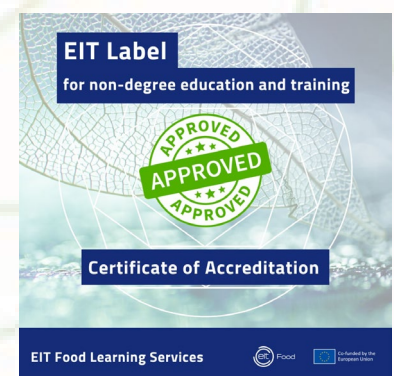 EIT Label
for non-degree education and training
APPROVED
APPROVED
APPROVED
Certificate of Accreditation
EIT Food Learning Services
eit Food
Co-funded by the
European Union